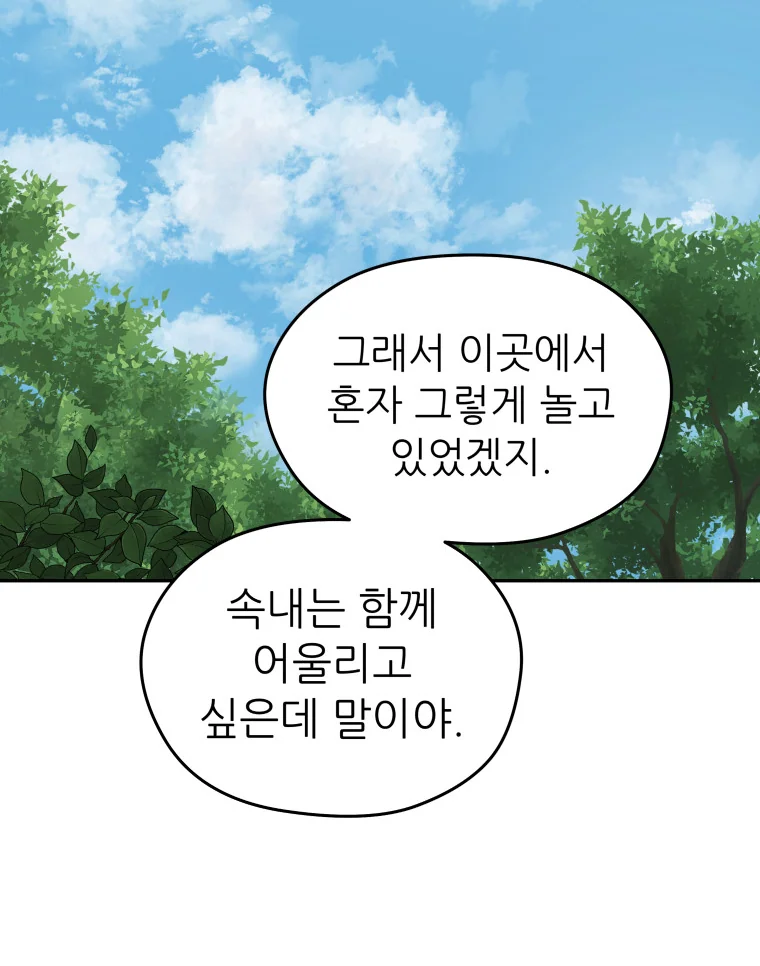 그래서 이곳에서
혼자 그렇게 놀고
있었겠지.
속내는 함께
어울리고
싶은데 말이야.